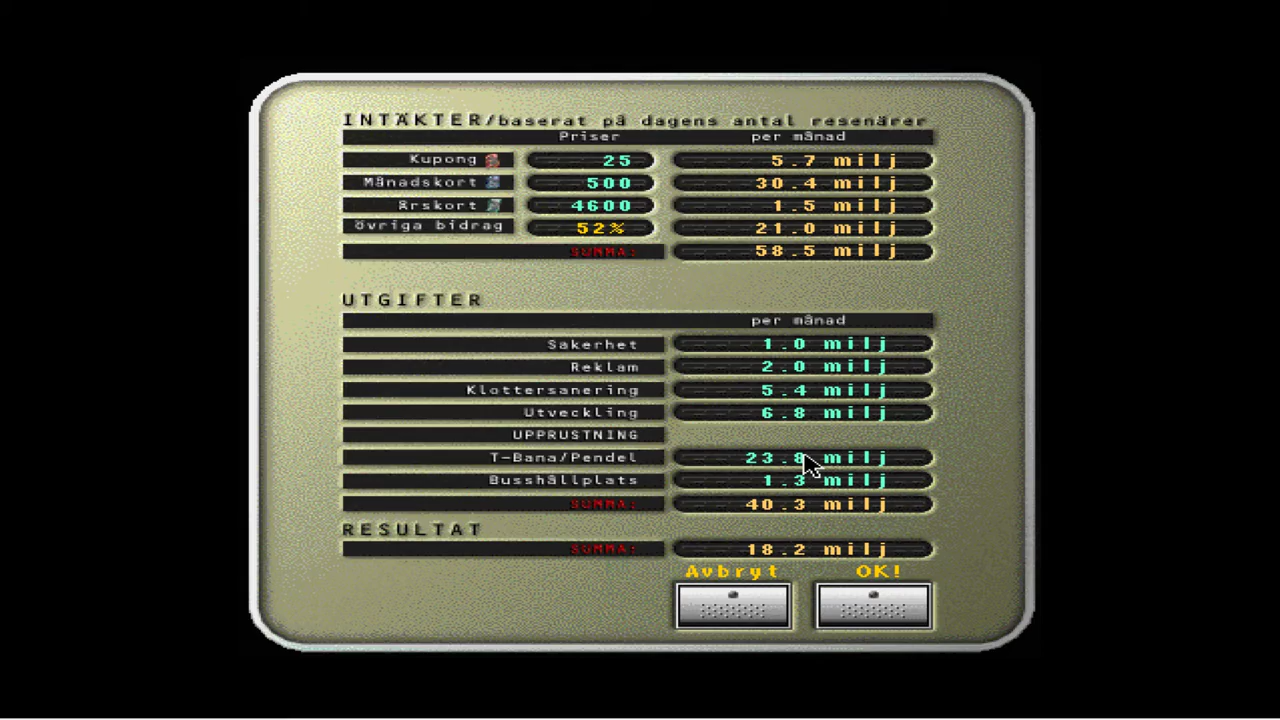 INTÄKTER/baserat på dagens antal resenärer
Priser per månad
Kupong 25 5.7 milj
Månadskort 500 30.4 milj
Årskort 4600 1.5 milj
övriga bidrag 52% 21.0 milj
SUMMA: 58.5 milj
UTGIFTER
per månad
Säkerhet 1.0 milj
Reklam 2.0 milj
Klottersanering 5.4 milj
Utveckling 6.8 milj
UPPRUSTNING
T-Bana/Pendel 23.8 milj
Busshållplats 1.3 milj
SUMMA: 40.3 milj
RESULTAT
SUMMA: 18.2 milj
Avbryt OK!